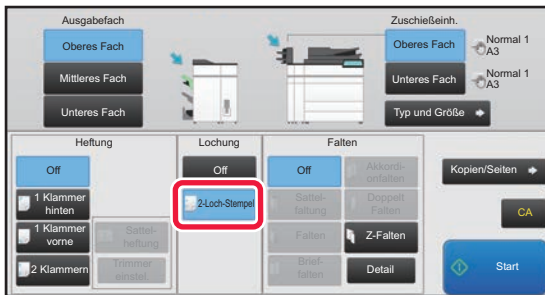 Ausgabefach
Oberes Fach
Mittleres Fach
Unteres Fach
Zuschießeinh.
Oberes Fach
Normal 1
A3
Unteres Fach
Normal 1
A3
Typ und Größe
Heftung
Off
1 Klammer
hinten
1 Klammer
vorne
2 Klammern
Sattel-
heftung
Trimmer
einstel.
Lochung
Off
2-Loch-Stempel
Falten
Off
Sattel-
faltung
Falten
Brief-
falten
Akkordi-
onfalten
Doppelt
Falten
Z-Falten
Detail
Kopien/Seiten
CA
Start